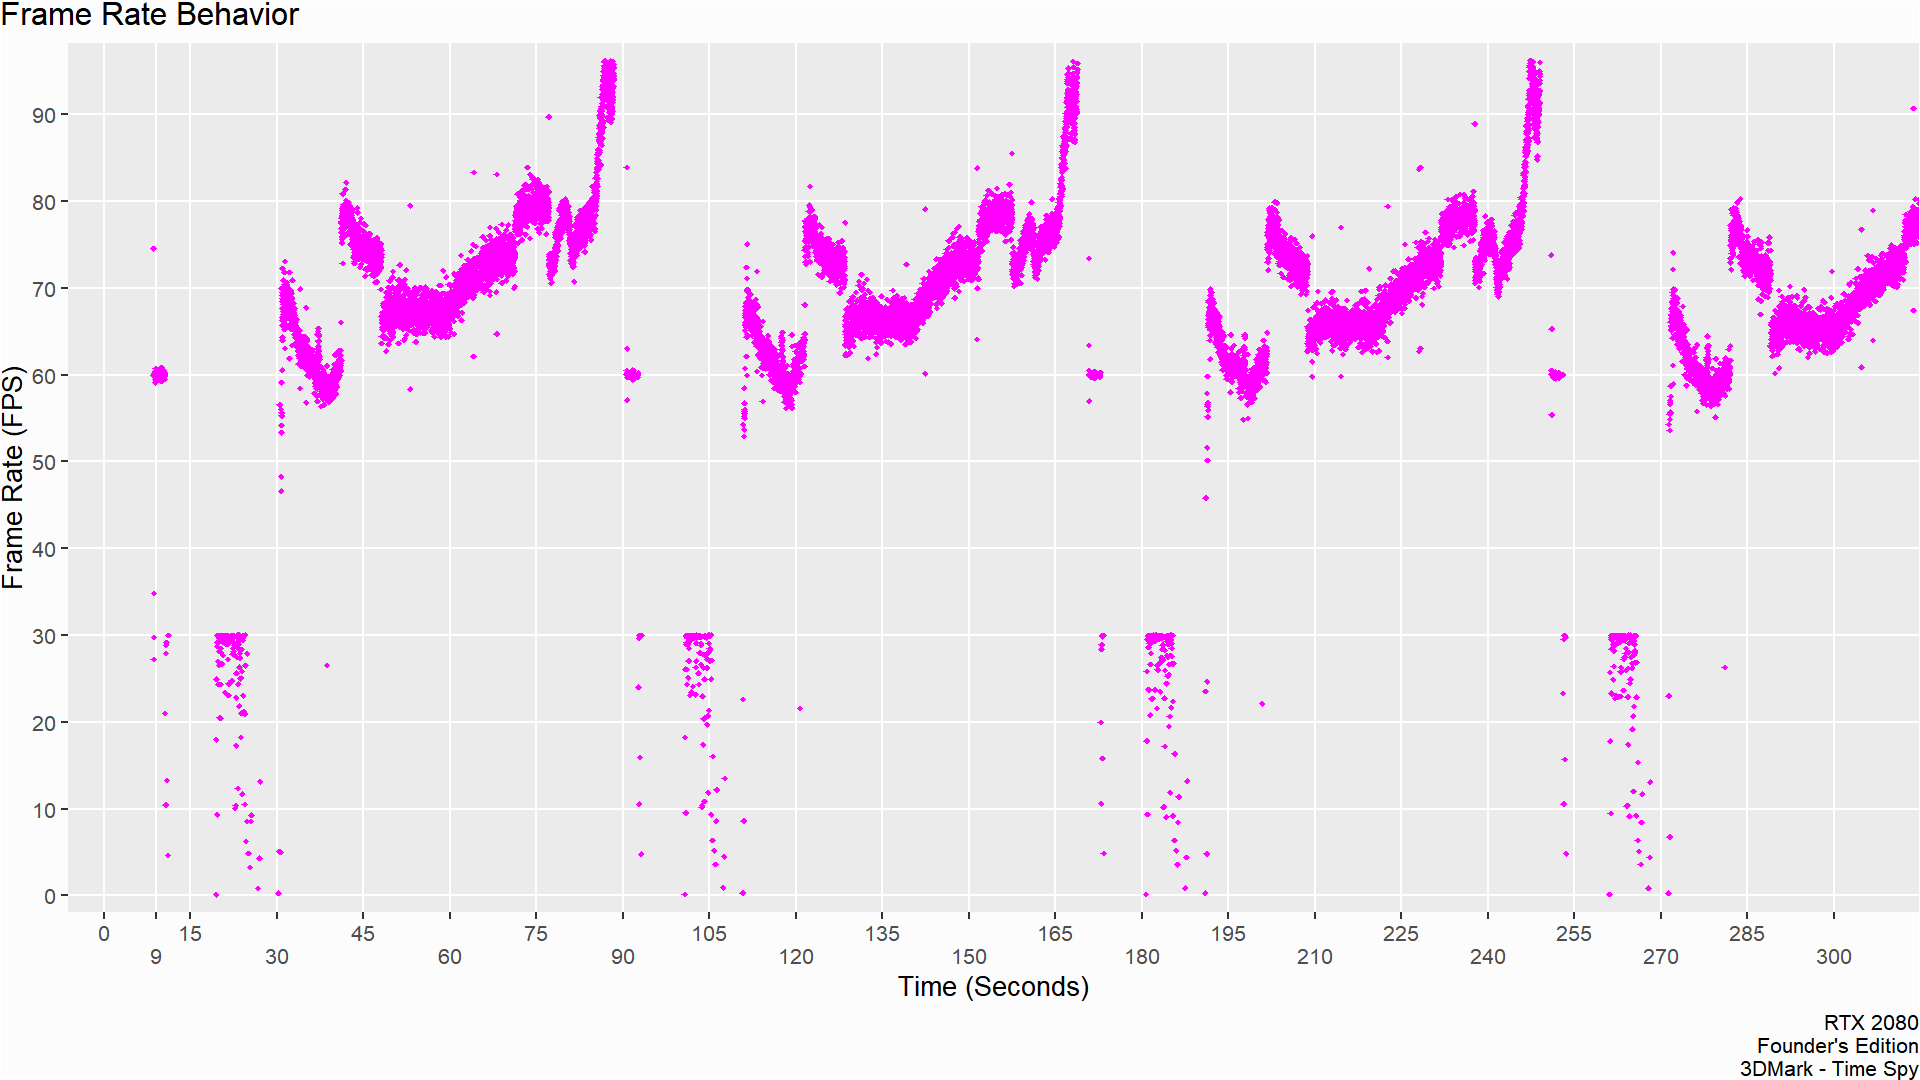 Frame Rate Behavior
Frame Rate (FPS)
90
80
70
60
50
40
30
20
10
0
0 15 45 75 105 135 165 195 225 255 285
9 30 60 90 120 150 180 210 240 270 300
Time (Seconds)
RTX 2080
Founder's Edition
3DMark - Time Spy